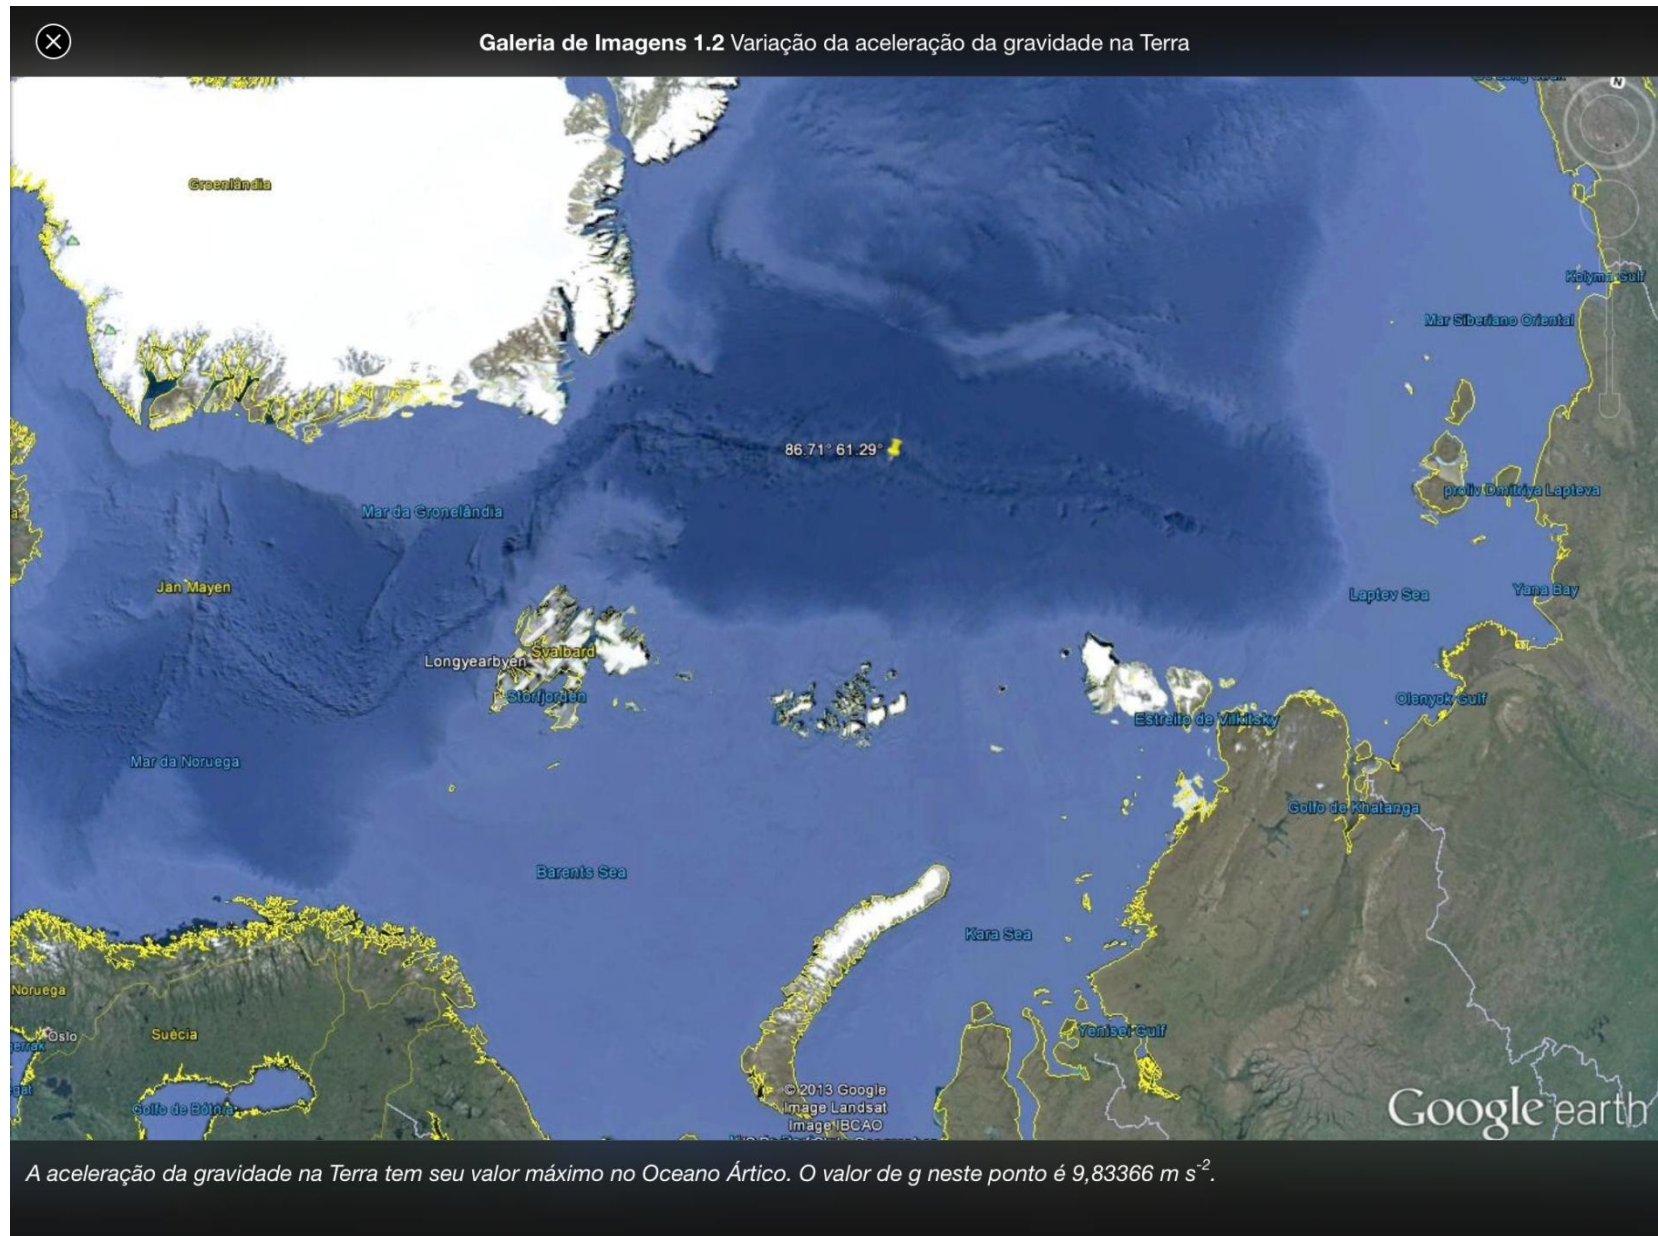 Galeria de Imagens 1.2 Variação da aceleração da gravidade na Terra
N
Groenlândia
Kolyma Gulf
Mar Siberiano Oriental
86.71° 61.29°
proliv Dmitriya Lapteva
Mar da Gronelândia
Jan Mayen
Laptev Sea
Yana Bay
Longyearbyen
Svalbard
Storfjorden
Olenyok Gulf
Estreito de Vilkitsky
Mar da Noruega
Golfo de Khatanga
Barents Sea
Kara Sea
Noruega
Oslo
Suécia
Yenisei Gulf
Golfo de Bótnia
© 2013 Google
Image Landsat
Image IBCAO
Google earth
A aceleração da gravidade na Terra tem seu valor máximo no Oceano Ártico. O valor de g neste ponto é 9,83366 m s-2.